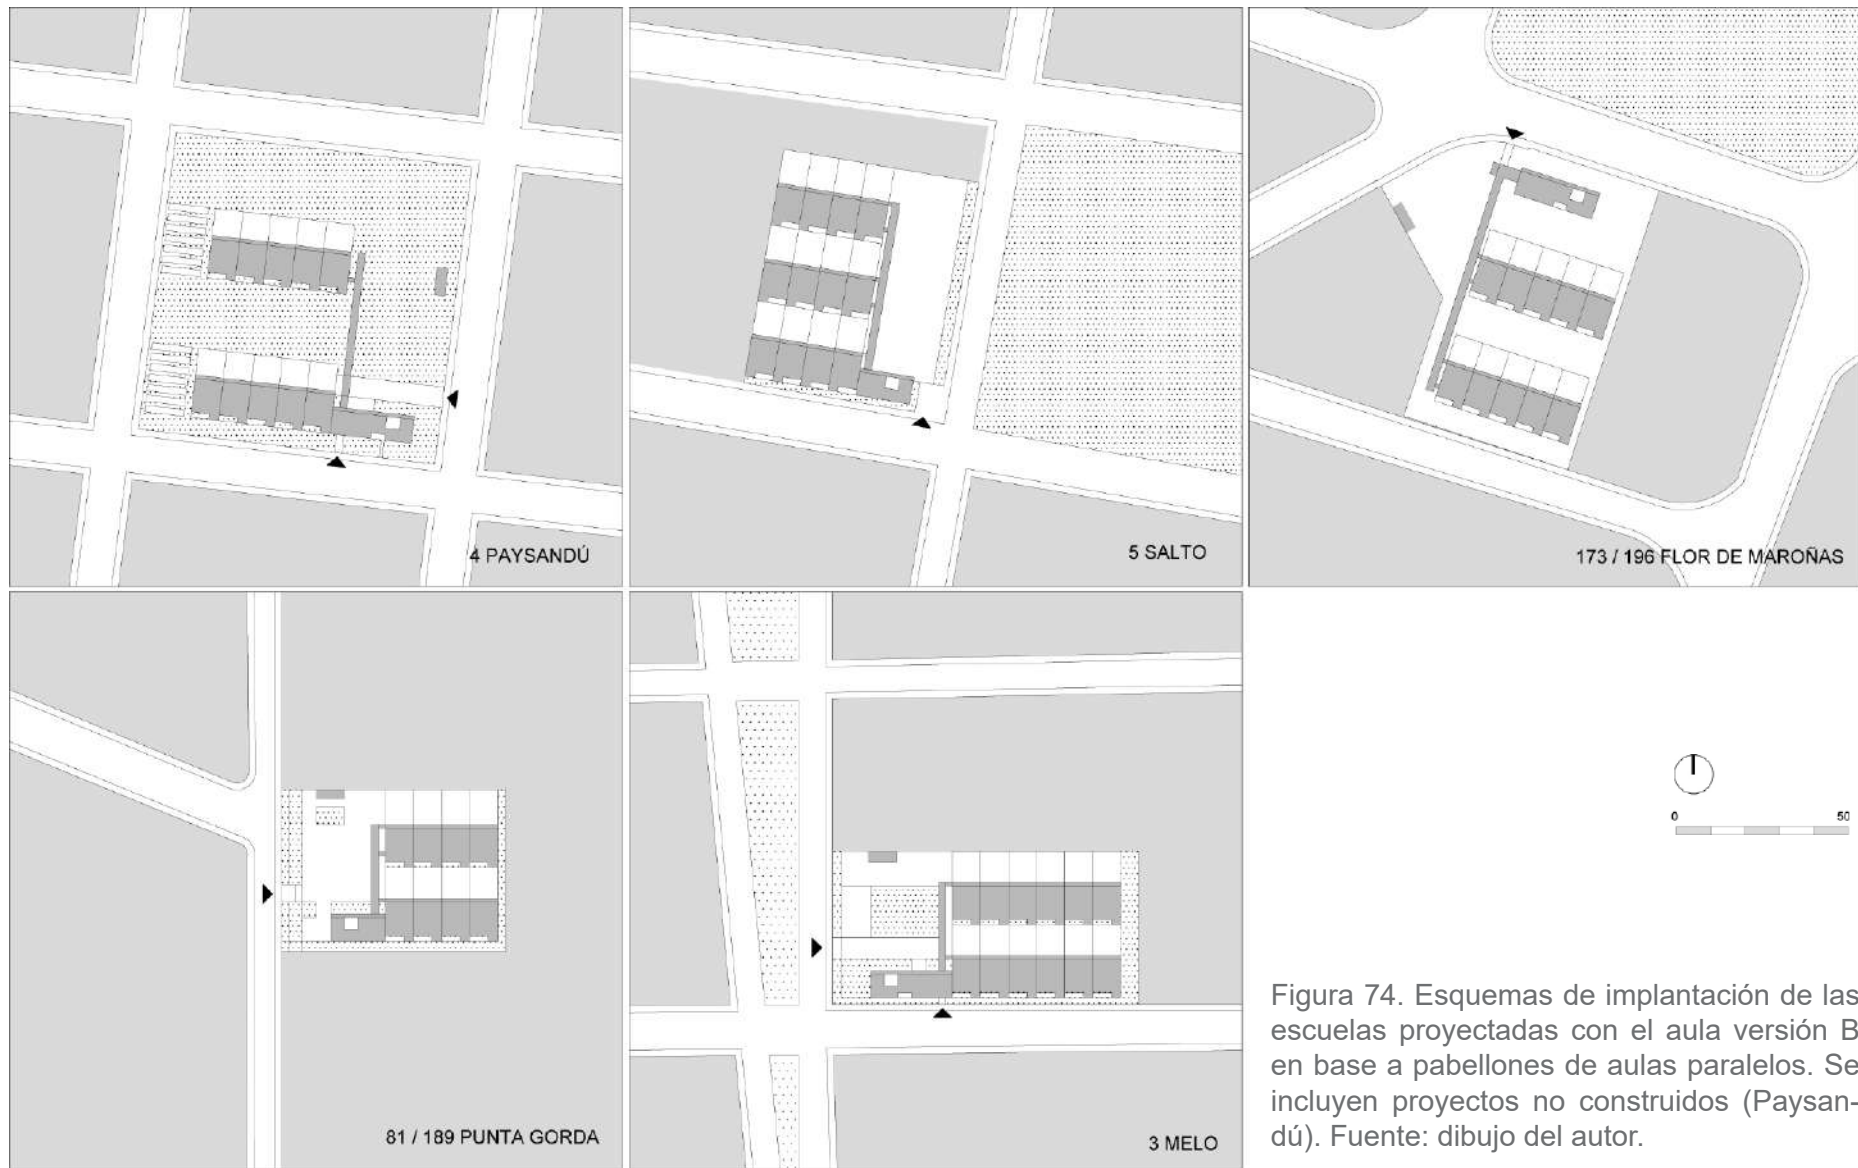 4 PAYSANDÚ
5 SALTO
173 / 196 FLOR DE MAROÑAS
81 / 189 PUNTA GORDA
3 MELO
0 50
Figura 74. Esquemas de implantación de las
escuelas proyectadas con el aula versión B
en base a pabellones de aulas paralelos. Se
incluyen proyectos no construidos (Paysan-
dú). Fuente: dibujo del autor.